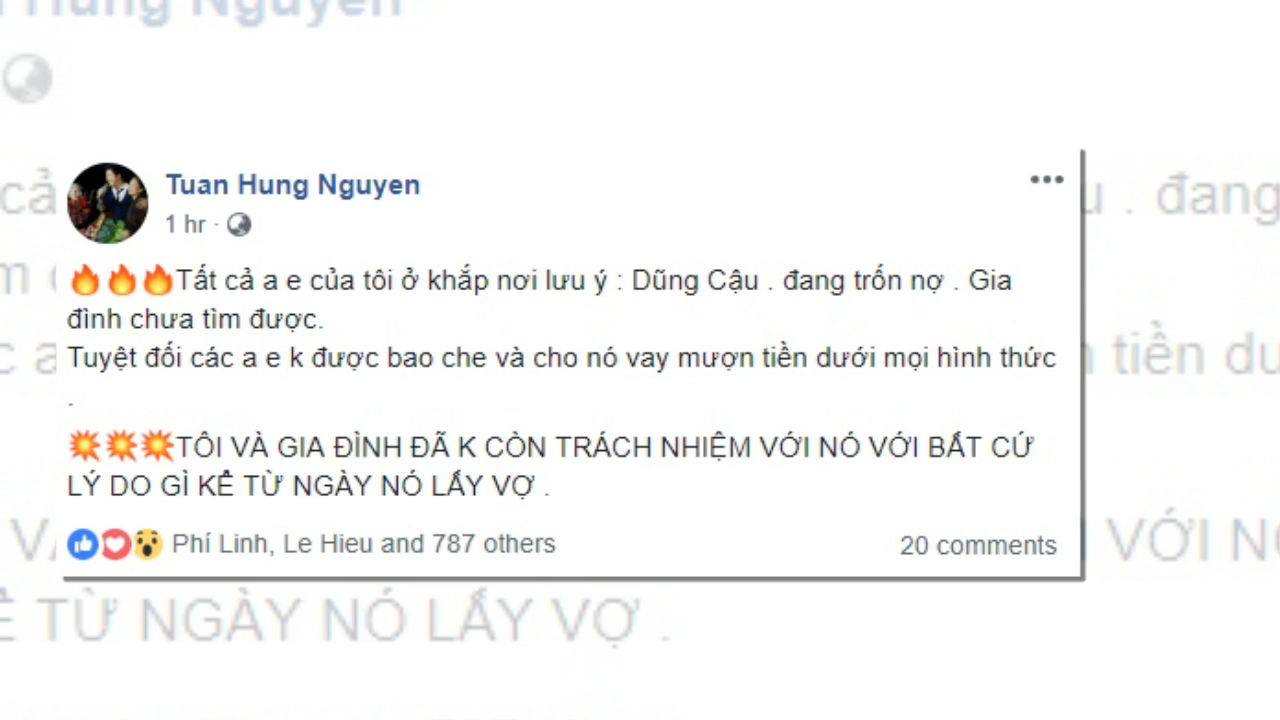 Tuan Hung Nguyen
1 hr ·
🔥🔥🔥Tất cả a e của tôi ở khắp nơi lưu ý : Dũng Cậu . đang trốn nợ . Gia
đình chưa tìm được.
Tuyệt đối các a e k được bao che và cho nó vay mượn tiền dưới mọi hình thức
.
💥💥💥TÔI VÀ GIA ĐÌNH ĐÃ K CÒN TRÁCH NHIỆM VỚI NÓ VỚI BẤT CỨ
LÝ DO GÌ KỂ TỪ NGÀY NÓ LẤY VỢ .
Phí Linh, Le Hieu and 787 others
20 comments